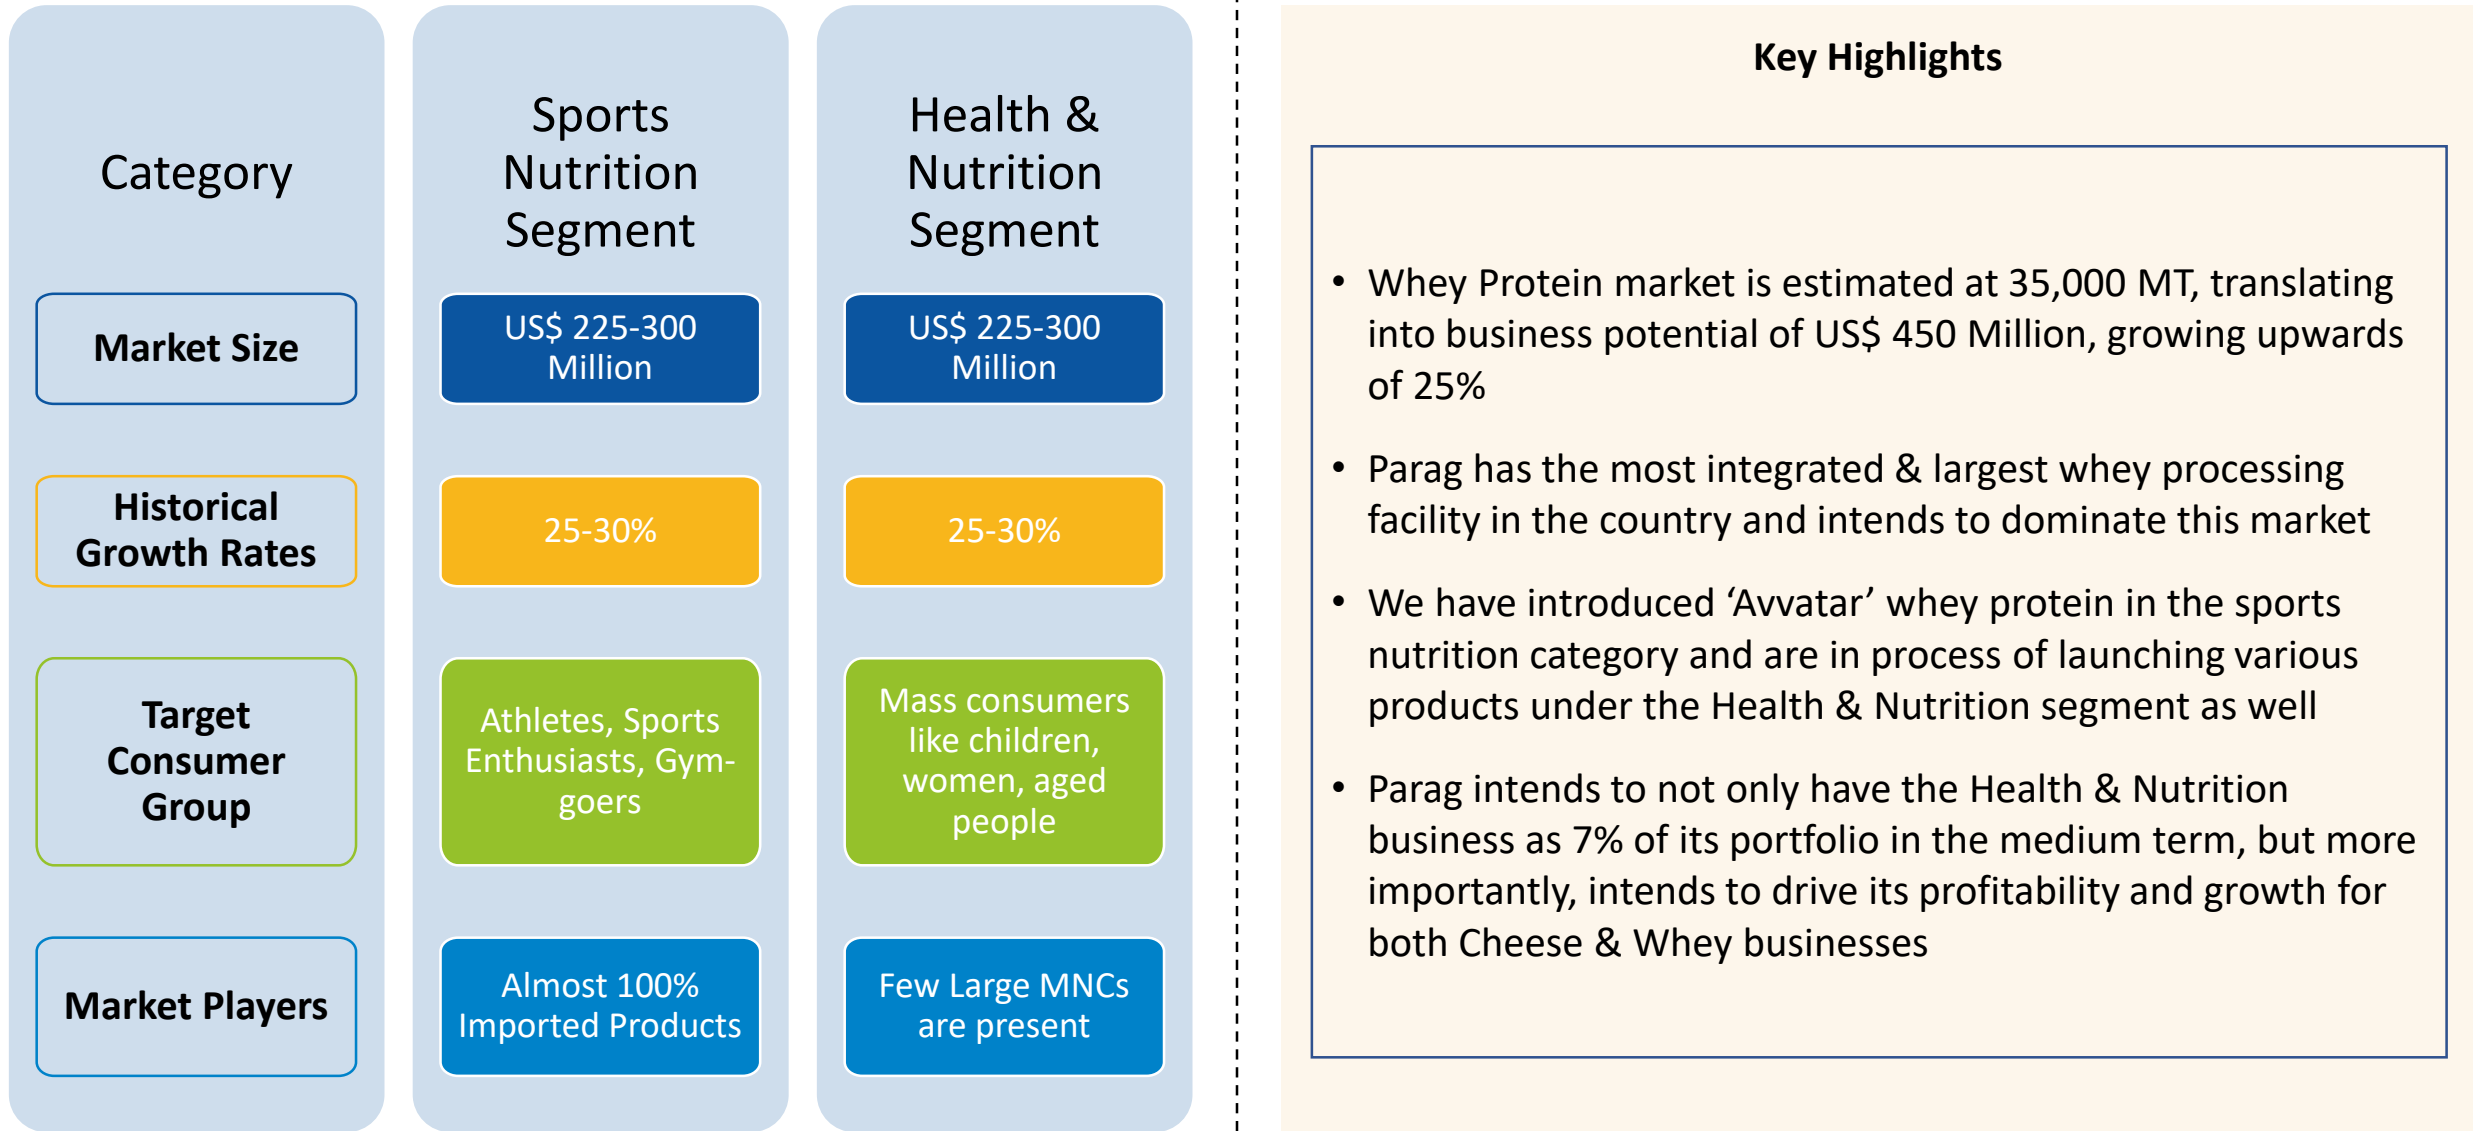 Category
Sports
Nutrition
Segment
Health &
Nutrition
Segment
Market Size
US$ 225-300
Million
US$ 225-300
Million
Historical
Growth Rates
25-30%
25-30%
Target
Consumer
Group
Athletes, Sports
Enthusiasts, Gym-
goers
Mass consumers
like children,
women, aged
people
Market Players
Almost 100%
Imported Products
Few Large MNCs
are present
Key Highlights
• Whey Protein market is estimated at 35,000 MT, translating
into business potential of US$ 450 Million, growing upwards
of 25%
• Parag has the most integrated & largest whey processing
facility in the country and intends to dominate this market
• We have introduced ‘Avvatar’ whey protein in the sports
nutrition category and are in process of launching various
products under the Health & Nutrition segment as well
• Parag intends to not only have the Health & Nutrition
business as 7% of its portfolio in the medium term, but more
importantly, intends to drive its profitability and growth for
both Cheese & Whey businesses